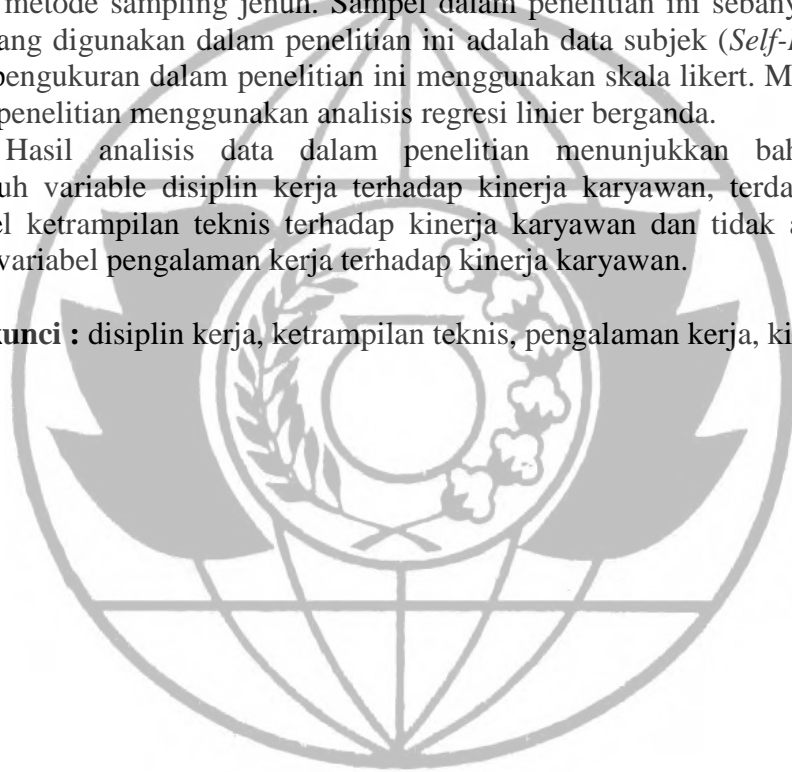 metode sampling jenuh. Sampel dalam penelitian ini sebany
ang digunakan dalam penelitian ini adalah data subjek (Self-
pengukuran dalam penelitian ini menggunakan skala likert. M
penelitian menggunakan analisis regresi linier berganda.
Hasil analisis data dalam penelitian menunjukkan bah
uh variable disiplin kerja terhadap kinerja karyawan, terda
el ketrampilan teknis terhadap kinerja karyawan dan tidak a
variabel pengalaman kerja terhadap kinerja karyawan.
kunci : disiplin kerja, ketrampilan teknis, pengalaman kerja, ki